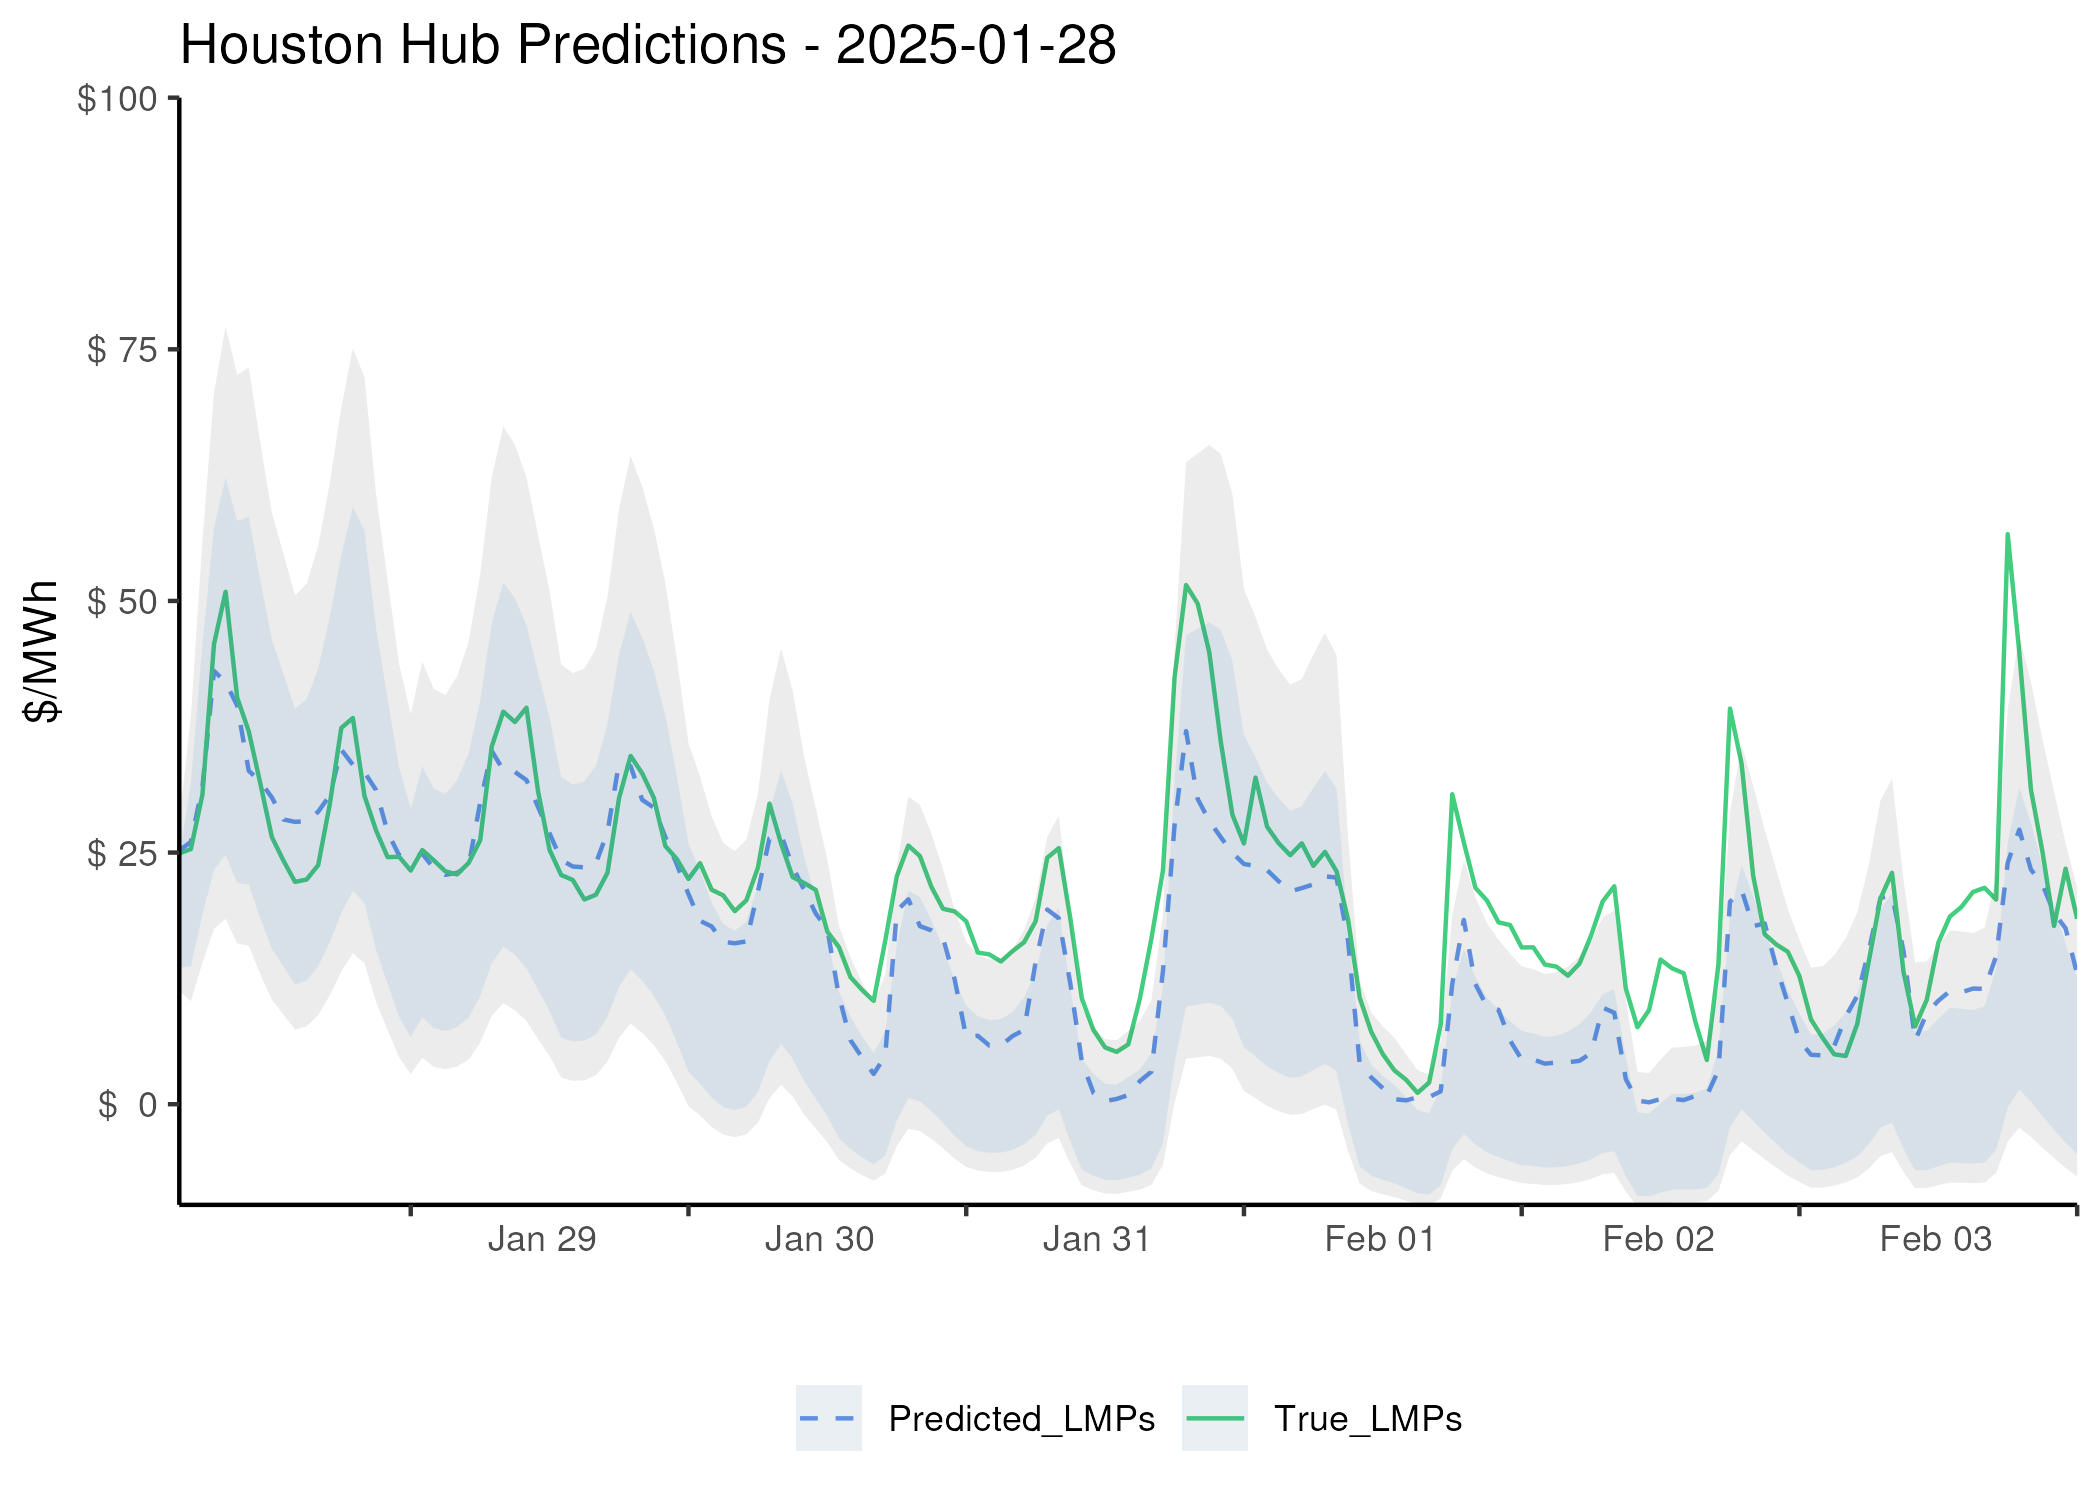 Houston Hub Predictions - 2025-01-28
$100
$ 75
$ 50
$ 25
$  0
$/MWh
Jan 29 Jan 30 Jan 31 Feb 01 Feb 02 Feb 03
Predicted_LMPs True_LMPs